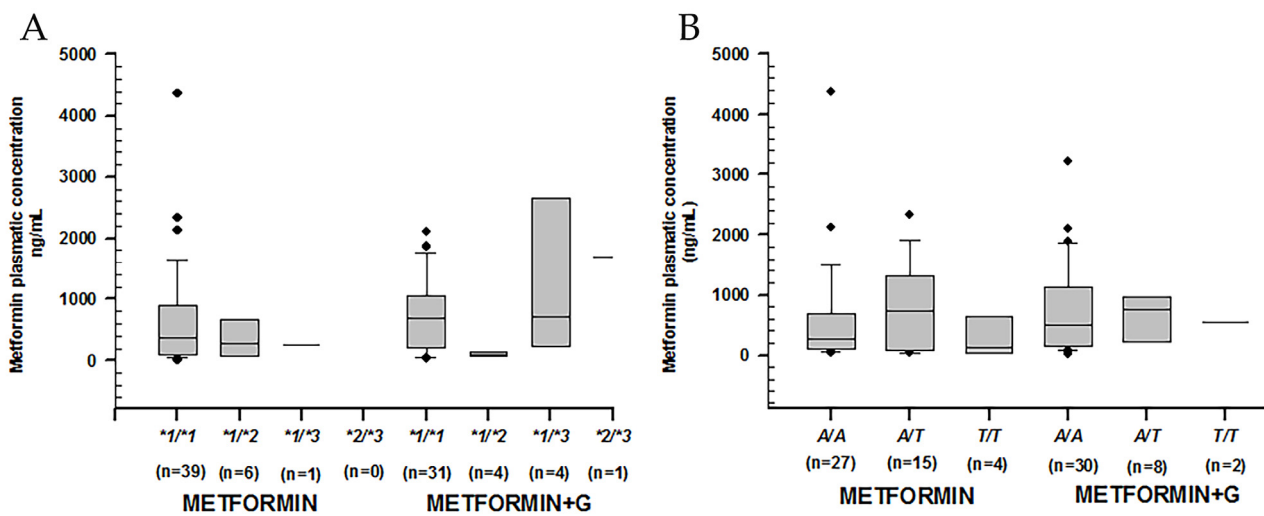 A
Metformin plasmatic concentration
ng/mL
5000
4000
3000
2000
1000
0
*1/*1 *1/*2 *1/*3 *2/*3 *1/*1 *1/*2 *1/*3 *2/*3
(n=39) (n=6) (n=1) (n=0) (n=31) (n=4) (n=4) (n=1)
METFORMIN METFORMIN+G
B
Metformin plasmatic concentration
(ng/mL)
5000
4000
3000
2000
1000
0
A/A A/T T/T A/A A/T T/T
(n=27) (n=15) (n=4) (n=30) (n=8) (n=2)
METFORMIN METFORMIN+G